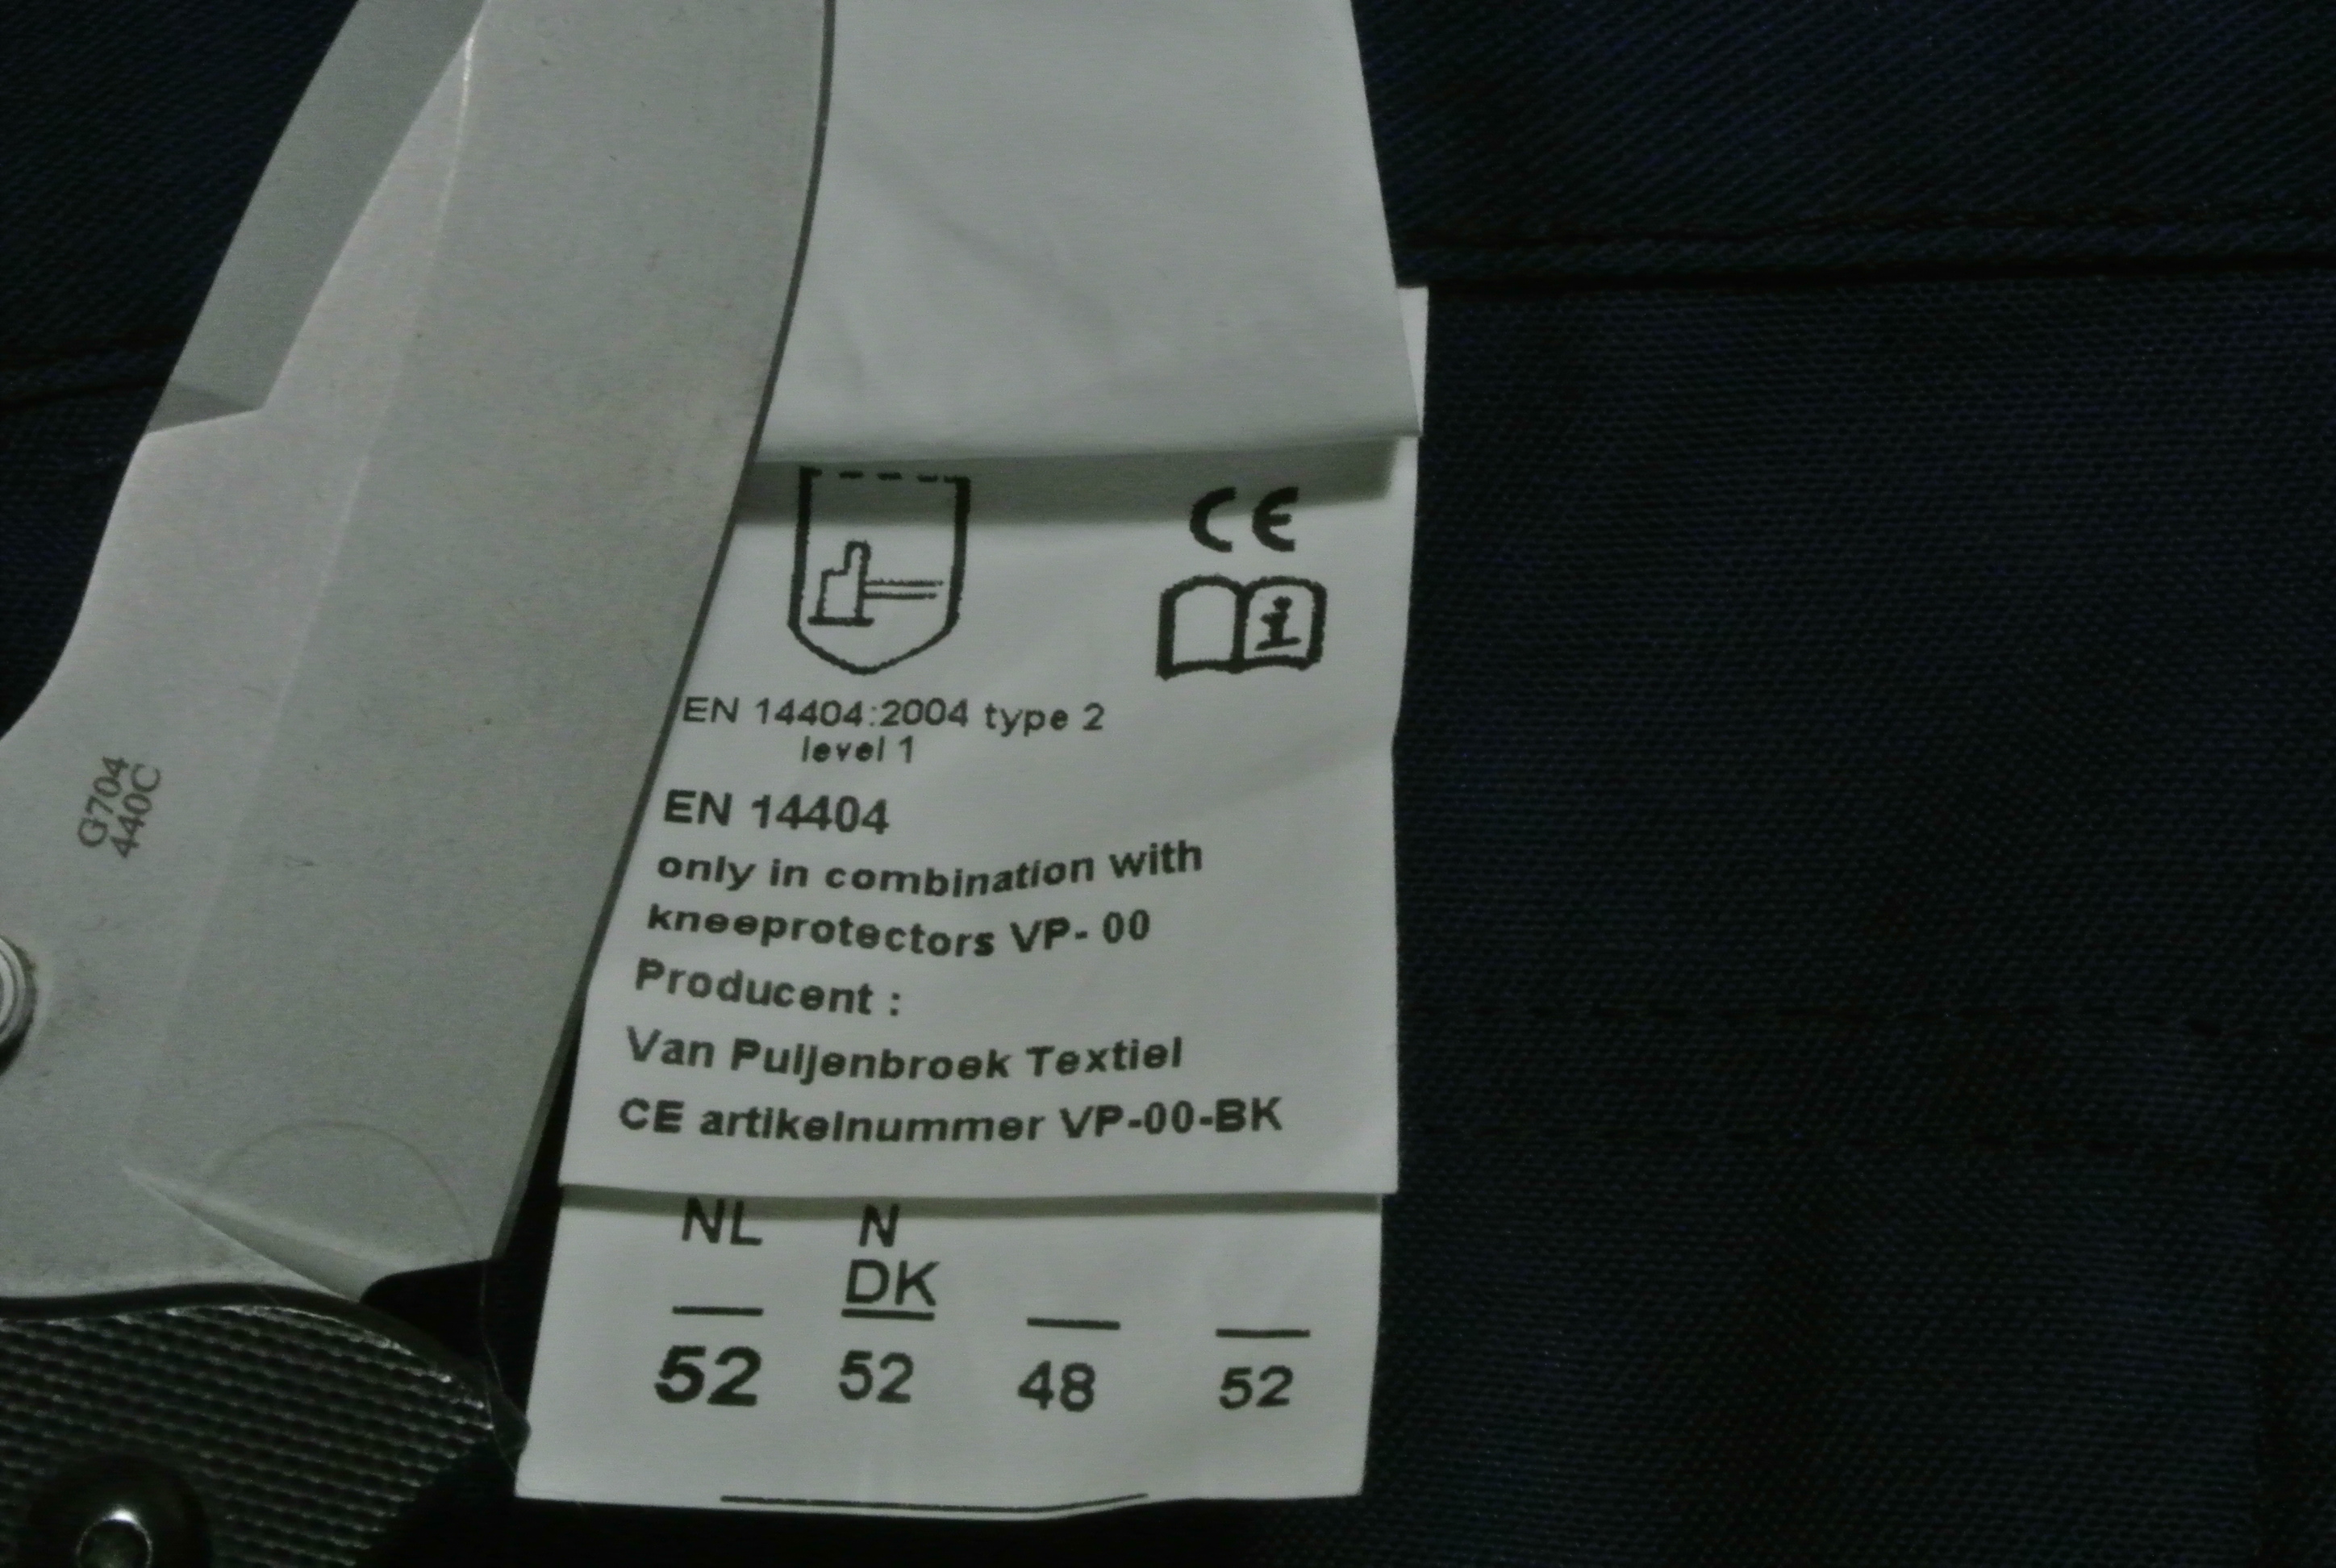 CE
i
EN 14404:2004 type 2
level 1
EN 14404
only in combination with
kneeprotectors VP- 00
Producent :
Van Puijenbroek Textiel
CE artikelnummer VP-00-BK
NL N
DK
52 52 48 52
G704
440C